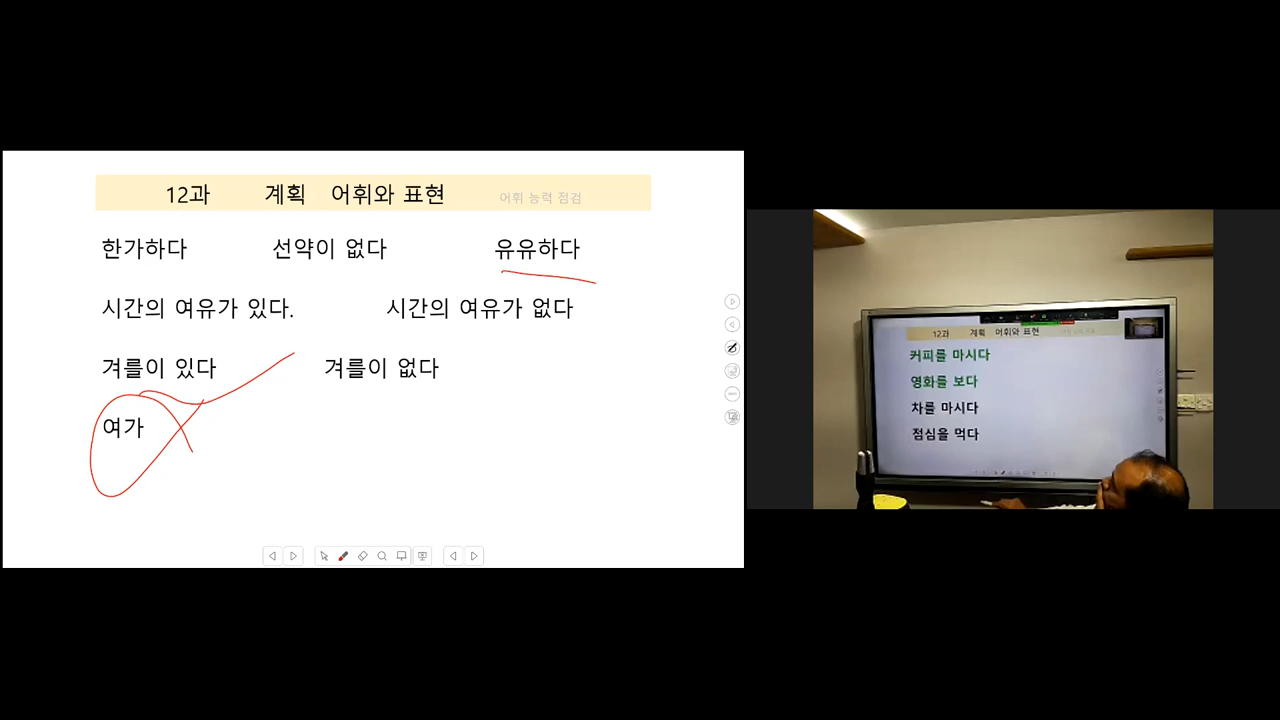 12과 계획 어휘와 표현 어휘 능력 점검
한가하다 선약이 없다 유유하다
시간의 여유가 있다. 시간의 여유가 없다
겨를이 있다 겨를이 없다
여가
12과 계획 어휘와 표현
커피를 마시다
영화를 보다
차를 마시다
점심을 먹다